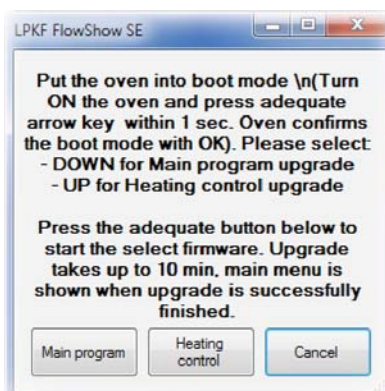 LPKF FlowShow SE
Put the oven into boot mode \n(Turn
ON the oven and press adequate
arrow key within 1 sec. Oven confirms
the boot mode with OK). Please select:
- DOWN for Main program upgrade
- UP for Heating control upgrade
Press the adequate button below to
start the select firmware. Upgrade
takes up to 10 min, main menu is
shown when upgrade is successfully
finished.
Main program
Heating
control
Cancel